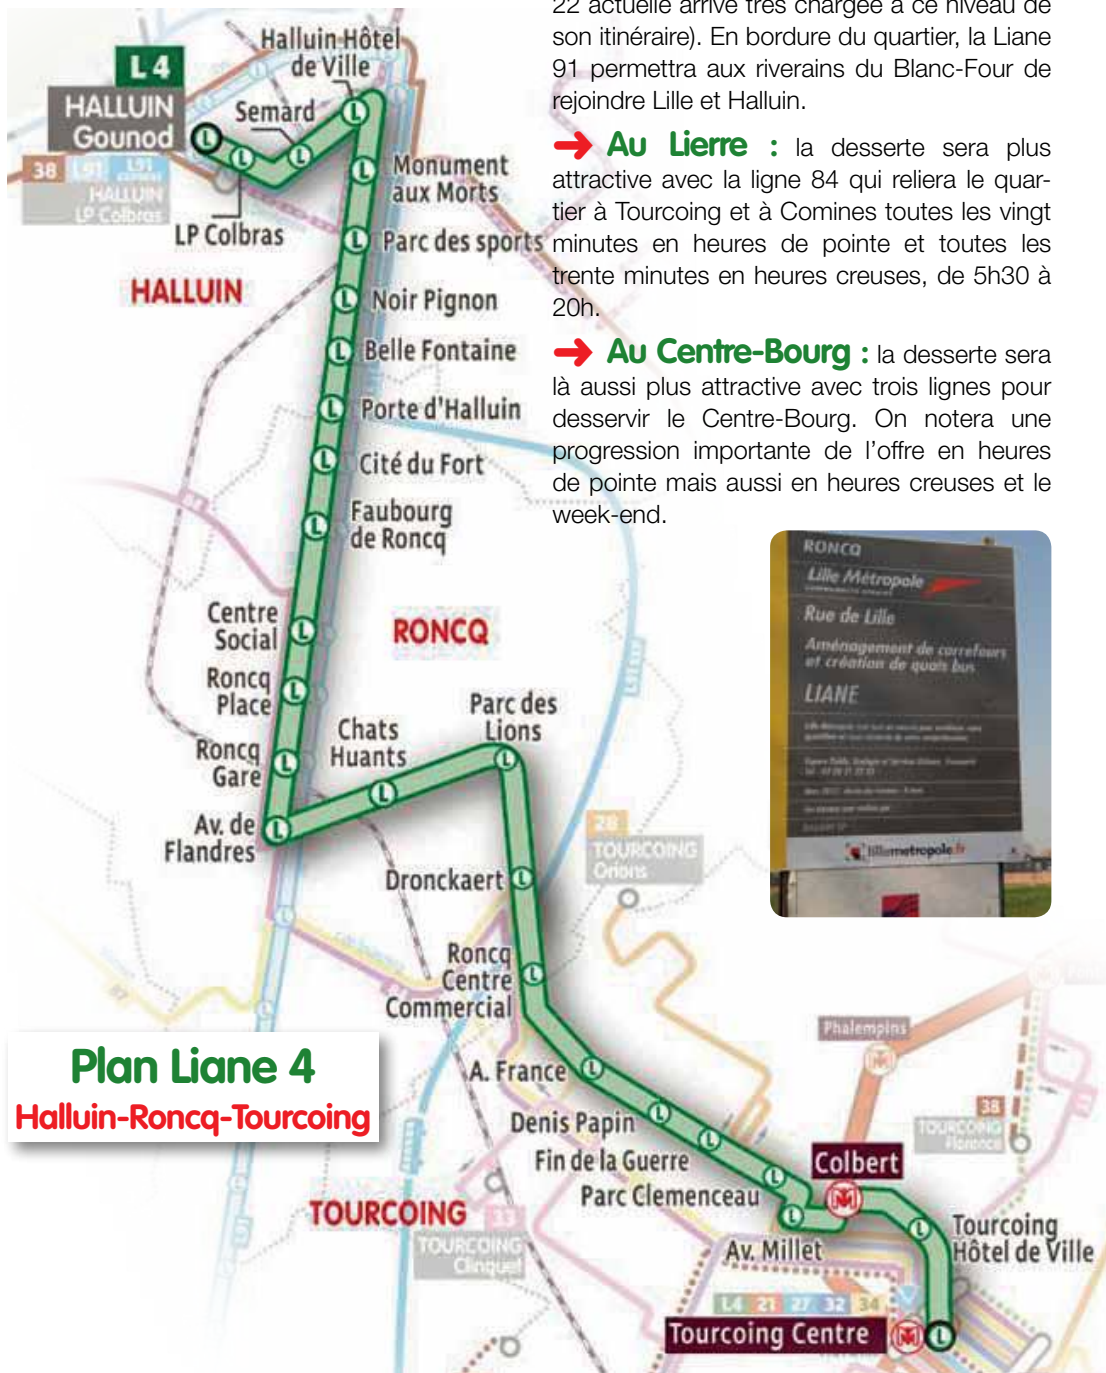 22 actuelle arrive très chargée à ce niveau de
son itinéraire). En bordure du quartier, la Liane
91 permettra aux riverains du Blanc-Four de
rejoindre Lille et Halluin.
➔ Au Lierre : la desserte sera plus
attractive avec la ligne 84 qui reliera le quar-
tier à Tourcoing et à Comines toutes les vingt
minutes en heures de pointe et toutes les
trente minutes en heures creuses, de 5h30 à
20h.
➔ Au Centre-Bourg : la desserte sera
là aussi plus attractive avec trois lignes pour
desservir le Centre-Bourg. On notera une
progression importante de l'offre en heures
de pointe mais aussi en heures creuses et le
week-end.
L4
HALLUIN
Gounod
38 L91 L91
HALLUIN
LP Colbras
Halluin Hôtel
de Ville
Semard
LP Colbras
Monument
aux Morts
Parc des sports
HALLUIN
Noir Pignon
Belle Fontaine
Porte d'Halluin
Cité du Fort
Faubourg
de Roncq
Centre
Social
RONCQ
Roncq
Place
Roncq
Gare
Av. de
Flandres
Chats
Huants
Parc des
Lions
Dronckaert
28
TOURCOING
Orions
Roncq
Centre
Commercial
87
84
A. France
Denis Papin
Fin de la Guerre
Parc Clemenceau
Av. Millet
Phalempins
38
TOURCOING
Florence
Colbert
Tourcoing
Hôtel de Ville
TOURCOING
33
TOURCOING
Clinquet
L91
L4 21 27 32 34
Tourcoing Centre
Plan Liane 4
Halluin-Roncq-Tourcoing
RONCQ
Lille Métropole
COMMUNAUTÉ URBAINE
Rue de Lille
Aménagement de carrefours
et création de quais bus
LIANE
lillemetropole.fr